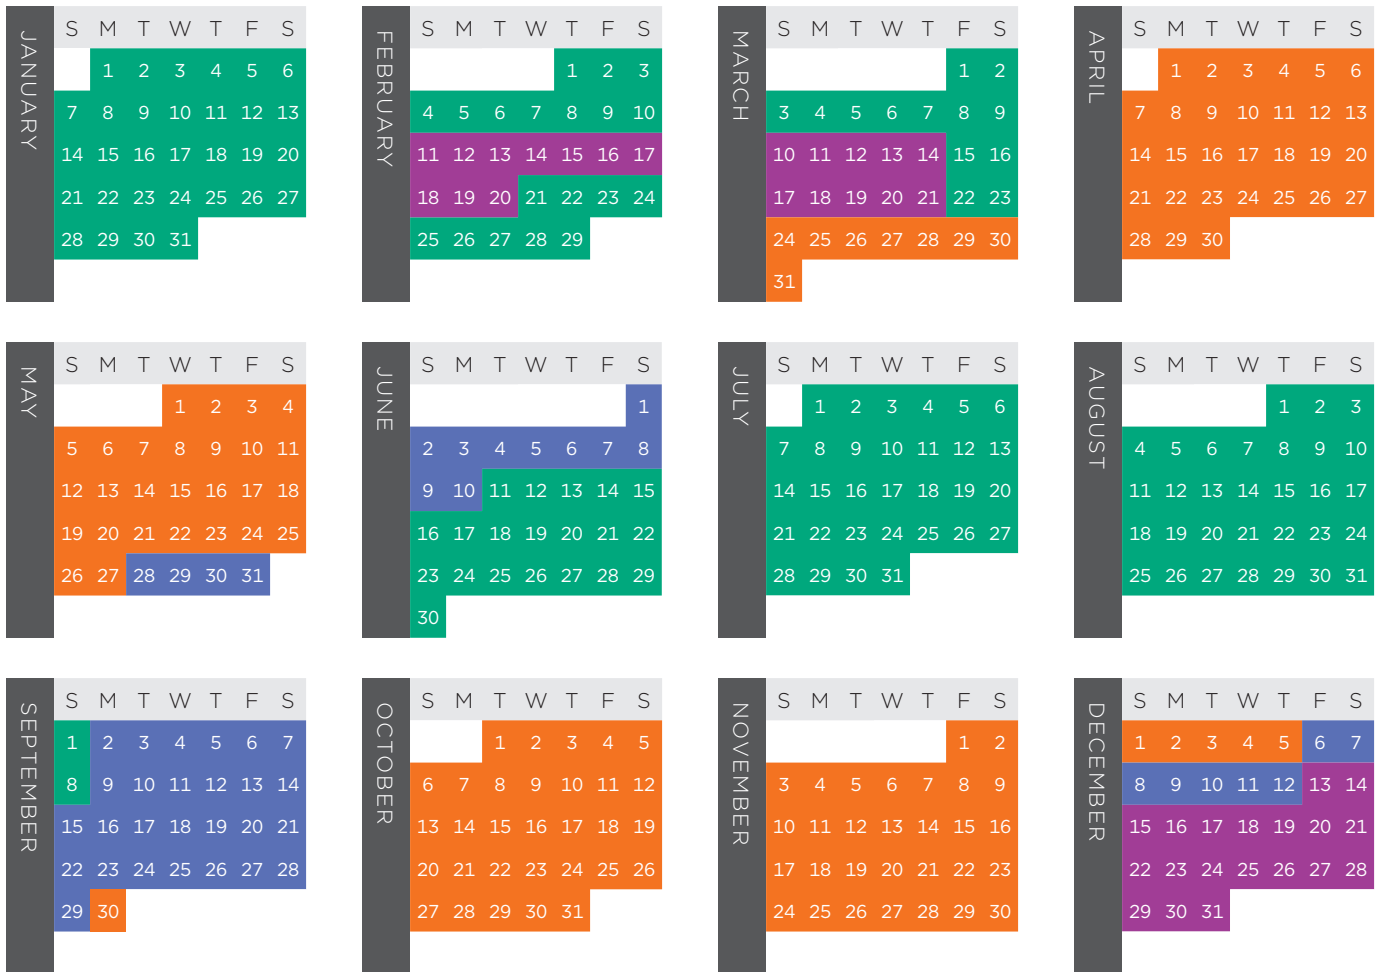 JANUARY
S M T W T F S
1 2 3 4 5 6
7 8 9 10 11 12 13
14 15 16 17 18 19 20
21 22 23 24 25 26 27
28 29 30 31
FEBRUARY
S M T W T F S
1 2 3
4 5 6 7 8 9 10
11 12 13 14 15 16 17
18 19 20 21 22 23 24
25 26 27 28 29
MARCH
S M T W T F S
1 2
3 4 5 6 7 8 9
10 11 12 13 14 15 16
17 18 19 20 21 22 23
24 25 26 27 28 29 30
31
APRIL
S M T W T F S
1 2 3 4 5 6
7 8 9 10 11 12 13
14 15 16 17 18 19 20
21 22 23 24 25 26 27
28 29 30
MAY
S M T W T F S
1 2 3 4
5 6 7 8 9 10 11
12 13 14 15 16 17 18
19 20 21 22 23 24 25
26 27 28 29 30 31
JUNE
S M T W T F S
1
2 3 4 5 6 7 8
9 10 11 12 13 14 15
16 17 18 19 20 21 22
23 24 25 26 27 28 29
30
JULY
S M T W T F S
1 2 3 4 5 6
7 8 9 10 11 12 13
14 15 16 17 18 19 20
21 22 23 24 25 26 27
28 29 30 31
AUGUST
S M T W T F S
1 2 3
4 5 6 7 8 9 10
11 12 13 14 15 16 17
18 19 20 21 22 23 24
25 26 27 28 29 30 31
SEPTEMBER
S M T W T F S
1 2 3 4 5 6 7
8 9 10 11 12 13 14
15 16 17 18 19 20 21
22 23 24 25 26 27 28
29 30
OCTOBER
S M T W T F S
1 2 3 4 5
6 7 8 9 10 11 12
13 14 15 16 17 18 19
20 21 22 23 24 25 26
27 28 29 30 31
NOVEMBER
S M T W T F S
1 2
3 4 5 6 7 8 9
10 11 12 13 14 15 16
17 18 19 20 21 22 23
24 25 26 27 28 29 30
DECEMBER
S M T W T F S
1 2 3 4 5 6 7
8 9 10 11 12 13 14
15 16 17 18 19 20 21
22 23 24 25 26 27 28
29 30 31